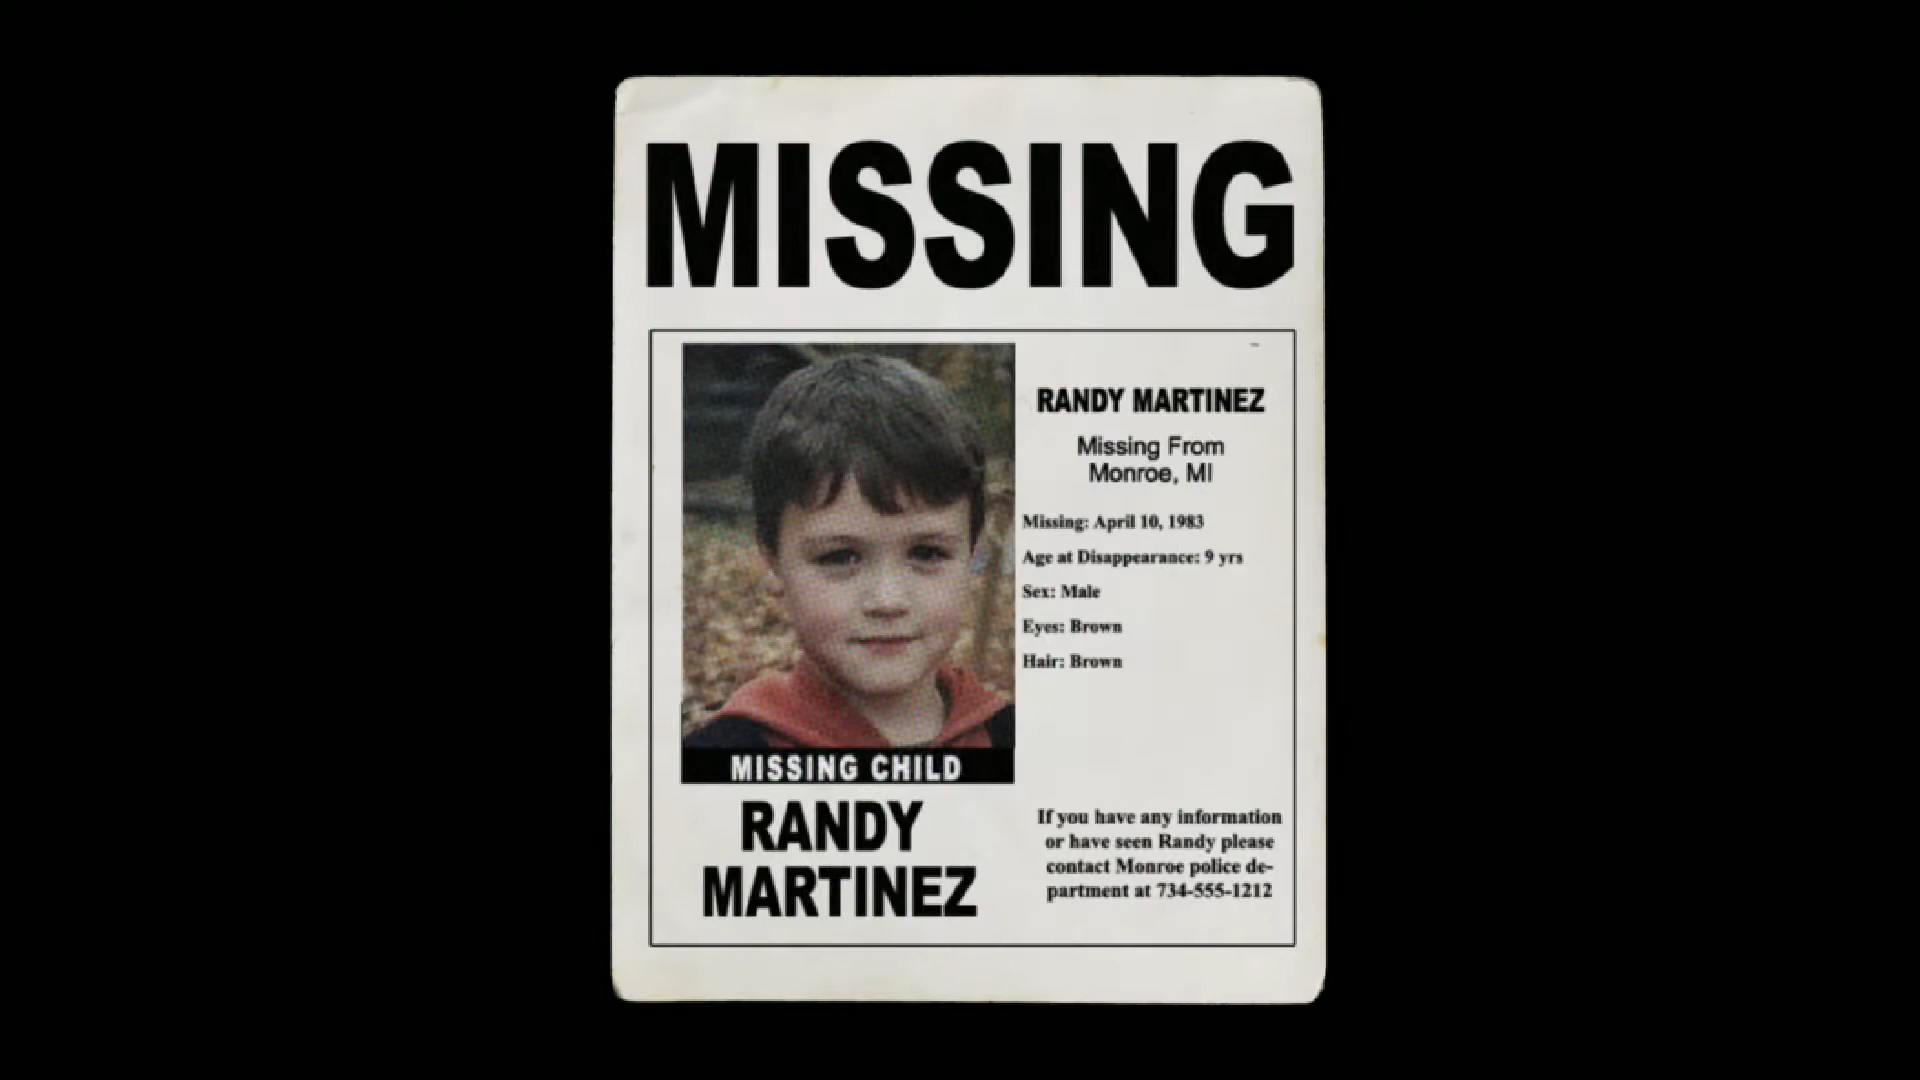 MISSING
RANDY MARTINEZ
Missing From
Monroe, MI
Missing: April 10, 1983
Age at Disappearance: 9 yrs
Sex: Male
Eyes: Brown
Hair: Brown
MISSING CHILD
RANDY
MARTINEZ
If you have any information
or have seen Randy please
contact Monroe police de-
partment at 734-555-1212